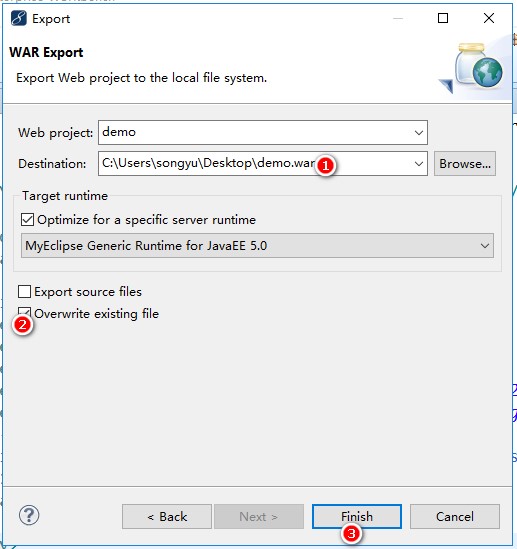 Export
WAR Export
Export Web project to the local file system.
Web project: demo
Destination: C:\Users\songyu\Desktop\demo.war 1 Browse...
Target runtime
Optimize for a specific server runtime
MyEclipse Generic Runtime for JavaEE 5.0
Export source files
Overwrite existing file
2
? < Back Next > Finish Cancel
3